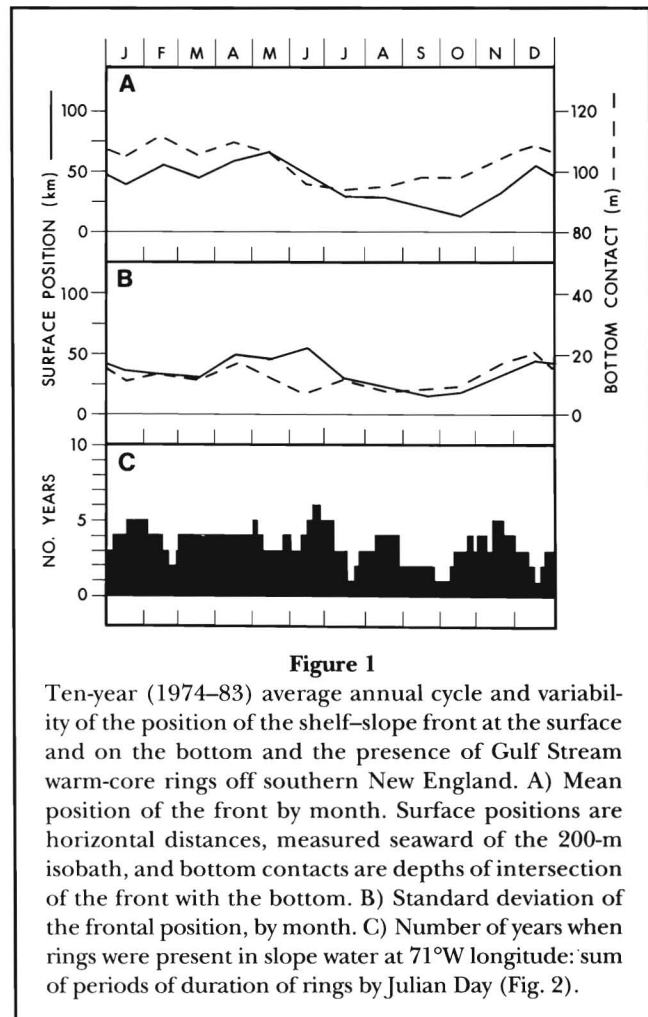 J F M A M J J A S O N D
A
100
50
0
120
100
80
SURFACE POSITION (km)
BOTTOM CONTACT (m)
B
100
50
0
40
20
0
C
10
5
0
NO. YEARS
Figure 1
Ten-year (1974–83) average annual cycle and variabil-
ity of the position of the shelf–slope front at the surface
and on the bottom and the presence of Gulf Stream
warm-core rings off southern New England. A) Mean
position of the front by month. Surface positions are
horizontal distances, measured seaward of the 200-m
isobath, and bottom contacts are depths of intersection
of the front with the bottom. B) Standard deviation of
the frontal position, by month. C) Number of years when
rings were present in slope water at 71°W longitude: sum
of periods of duration of rings by Julian Day (Fig. 2).